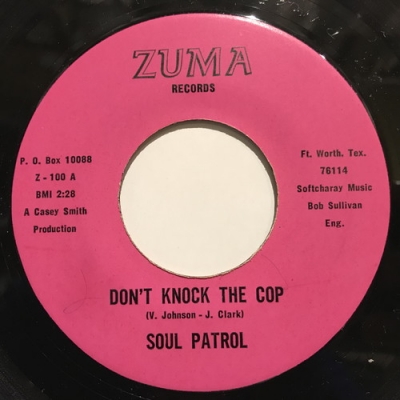 ZUMA
RECORDS
P. O. Box 10088
Z - 100 A
BMI 2:28
A Casey Smith
Production
Ft. Worth. Tex.
76114
Softcharay Music
Bob Sullivan
Eng.
DON'T KNOCK THE COP
(V. Johnson - J. Clark)
SOUL PATROL